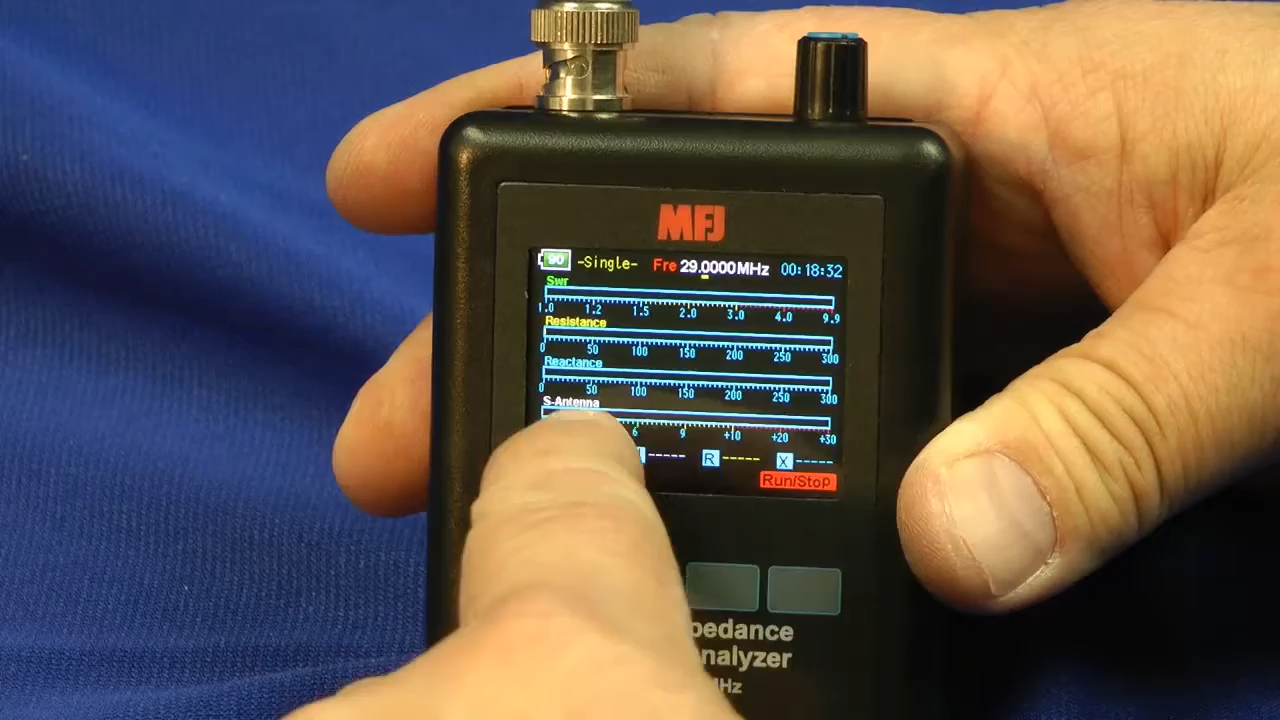 MFJ
90 -Single- Fre 29.0000MHz 00:18:32
Swr
1.0 1.2 1.5 2.0 3.0 4.0 9.9
Resistance
0 50 100 150 200 250 300
Reactance
0 50 100 150 200 250 300
S-Antenna
6 9 +10 +20 +30
----- R ----- X -----
Run/Stop
pedance
nalyzer
Hz